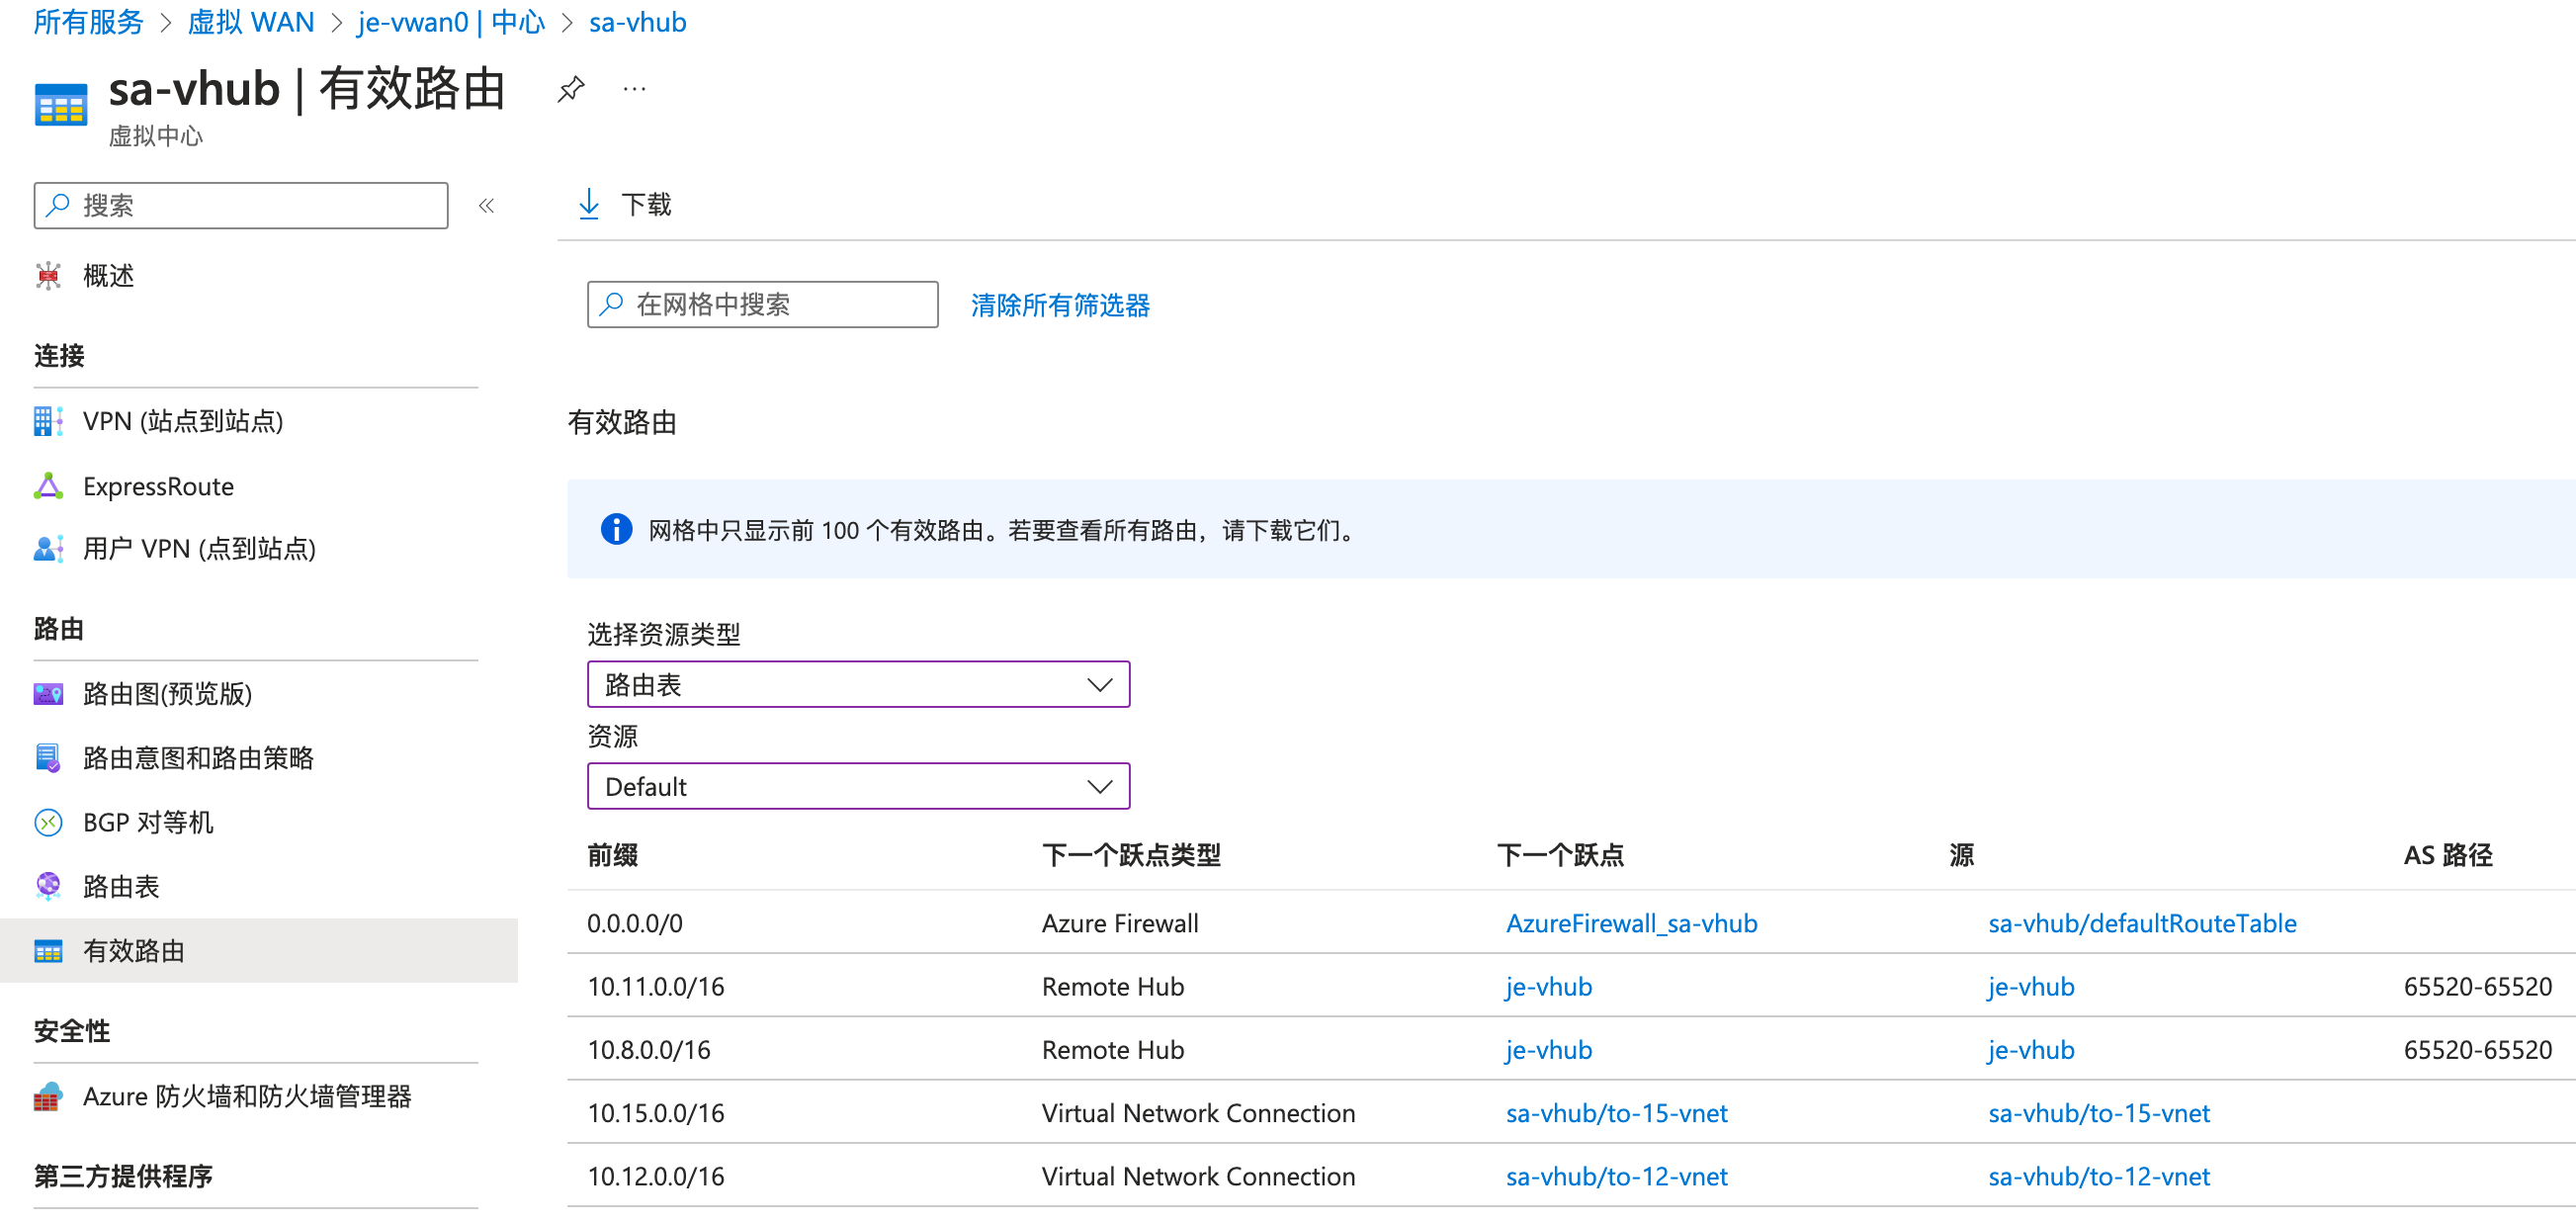 所有服务 > 虚拟 WAN > je-vwan0 | 中心 > sa-vhub
sa-vhub | 有效路由
虚拟中心
搜索
概述
连接
VPN (站点到站点)
ExpressRoute
用户 VPN (点到站点)
路由
路由图(预览版)
路由意图和路由策略
BGP 对等机
路由表
有效路由
安全性
Azure 防火墙和防火墙管理器
第三方提供程序
下载
在网格中搜索 清除所有筛选器
有效路由
网格中只显示前 100 个有效路由。若要查看所有路由，请下载它们。
选择资源类型
路由表
资源
Default
前缀 下一个跃点类型 下一个跃点 源 AS 路径
0.0.0.0/0 Azure Firewall AzureFirewall_sa-vhub sa-vhub/defaultRouteTable
10.11.0.0/16 Remote Hub je-vhub je-vhub 65520-65520
10.8.0.0/16 Remote Hub je-vhub je-vhub 65520-65520
10.15.0.0/16 Virtual Network Connection sa-vhub/to-15-vnet sa-vhub/to-15-vnet
10.12.0.0/16 Virtual Network Connection sa-vhub/to-12-vnet sa-vhub/to-12-vnet